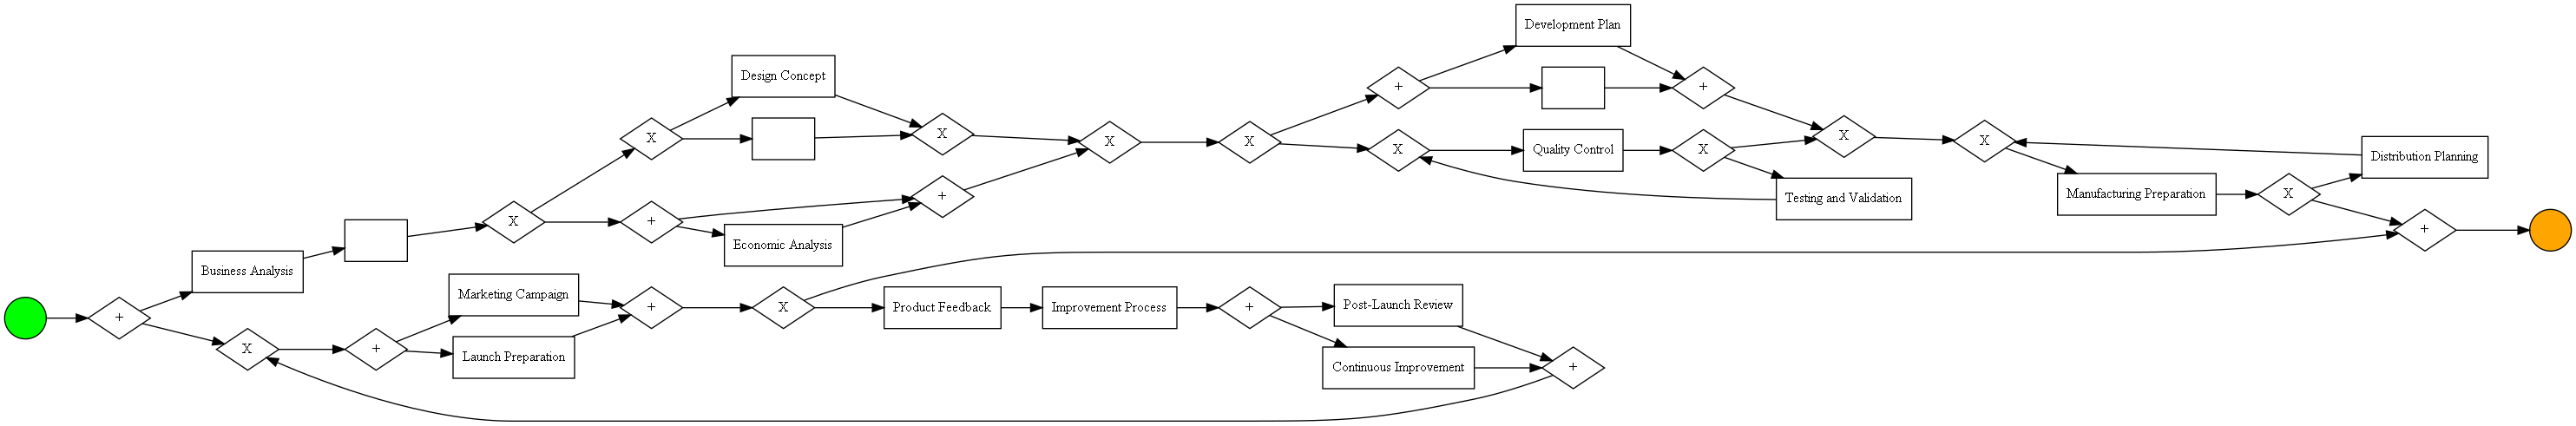 Development Plan
Design Concept
+
+
X
X
X
X
X
X
X
Quality Control
X
Distribution Planning
Testing and Validation
Manufacturing Preparation
X
+
X
+
+
Economic Analysis
Business Analysis
Marketing Campaign
+
+
X
Product Feedback
Improvement Process
+
Post-Launch Review
X
+
Launch Preparation
Continuous Improvement
+